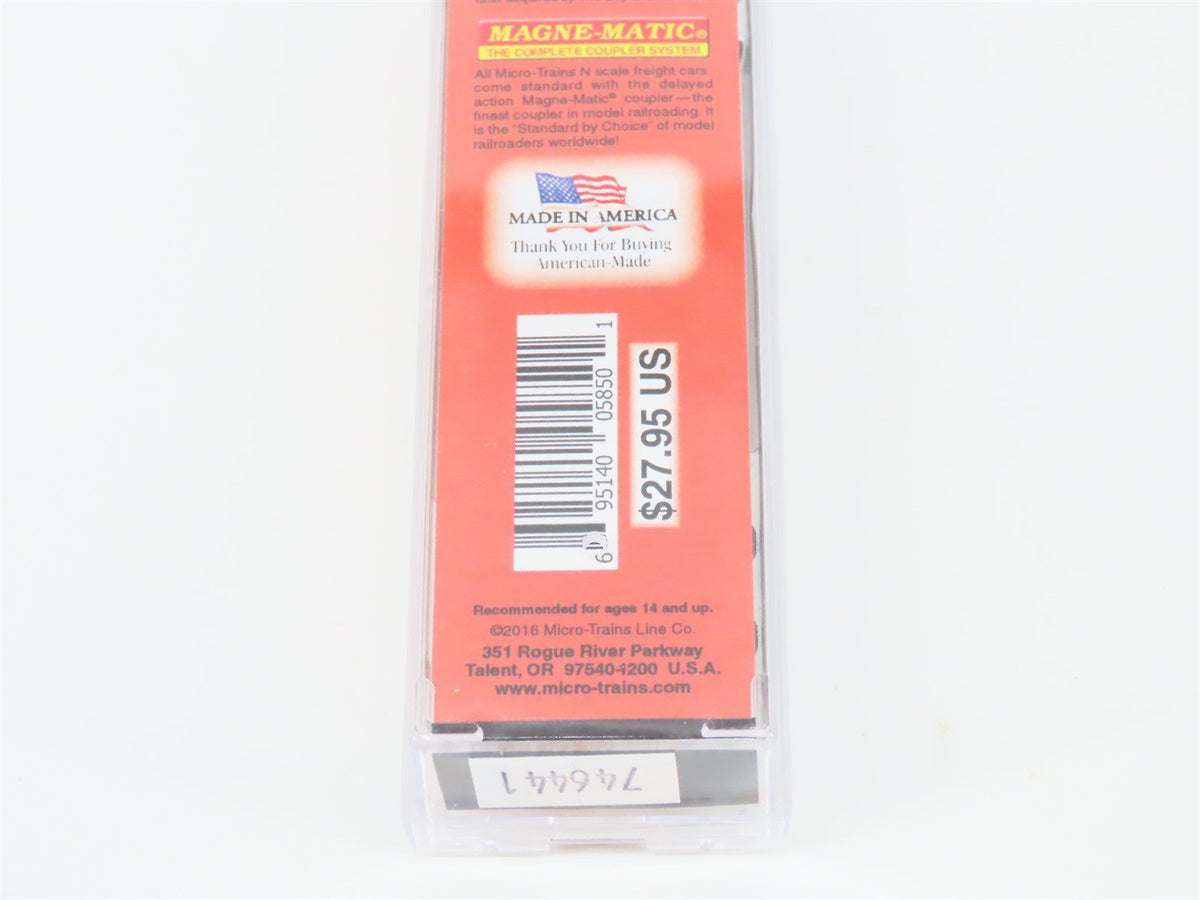 MAGNE-MATIC®
THE COMPLETE COUPLER SYSTEM
All Micro-Trains N scale freight cars
come standard with the delayed
action Magne-Matic® coupler—the
finest coupler in model railroading. It
is the "Standard by Choice" of model
railroaders worldwide!
MADE IN AMERICA
Thank You For Buying
American-Made
6 95140 05850 1
$27.95 US
Recommended for ages 14 and up.
©2016 Micro-Trains Line Co.
351 Rogue River Parkway
Talent, OR 97540-1200 U.S.A.
www.micro-trains.com
746441